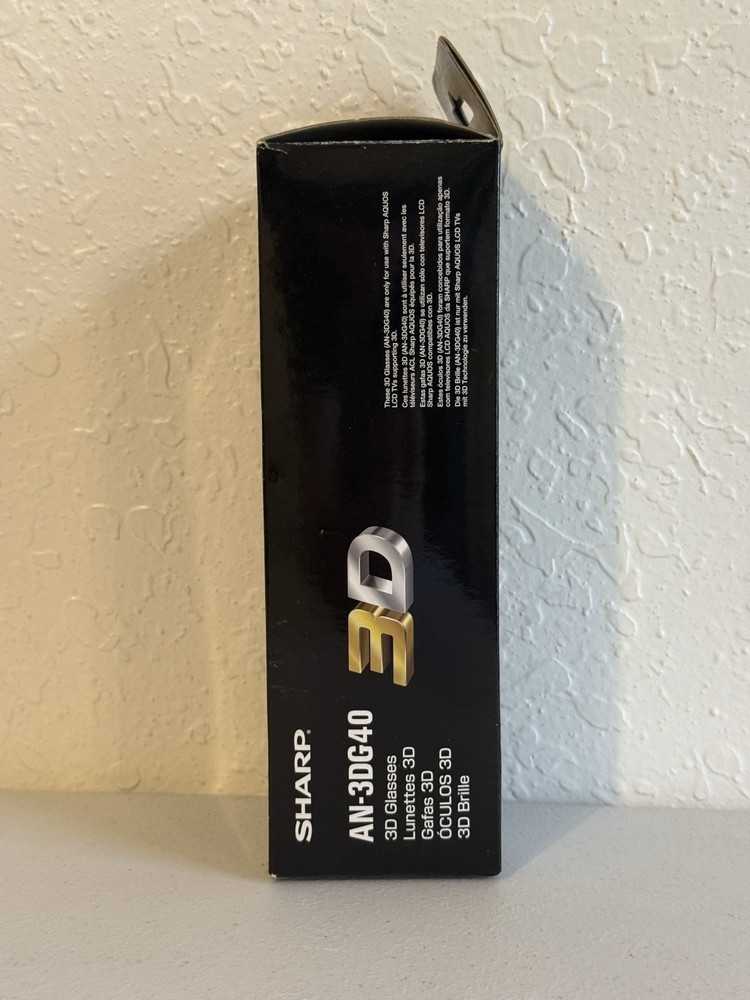 SHARP®
AN-3DG40
3D Glasses
Lunettes 3D
Gafas 3D
ÓCULOS 3D
3D Brille
3D
These 3D Glasses (AN-3DG40) are only for use with Sharp AQUOS
LCD TVs supporting 3D.
Ces lunettes 3D (AN-3DG40) sont à utiliser seulement avec les
téléviseurs ACL Sharp AQUOS équipés pour la 3D.
Estas gafas 3D (AN-3DG40) se utilizan sólo con televisores LCD
Sharp AQUOS compatibles con 3D.
Estes óculos 3D (AN-3DG40) foram concebidos para utilização apenas
com televisores LCD AQUOS da SHARP que suportem formato 3D.
Die 3D Brille (AN-3DG40) ist nur mit Sharp AQUOS LCD TVs
mit 3D Technologie zu verwenden.